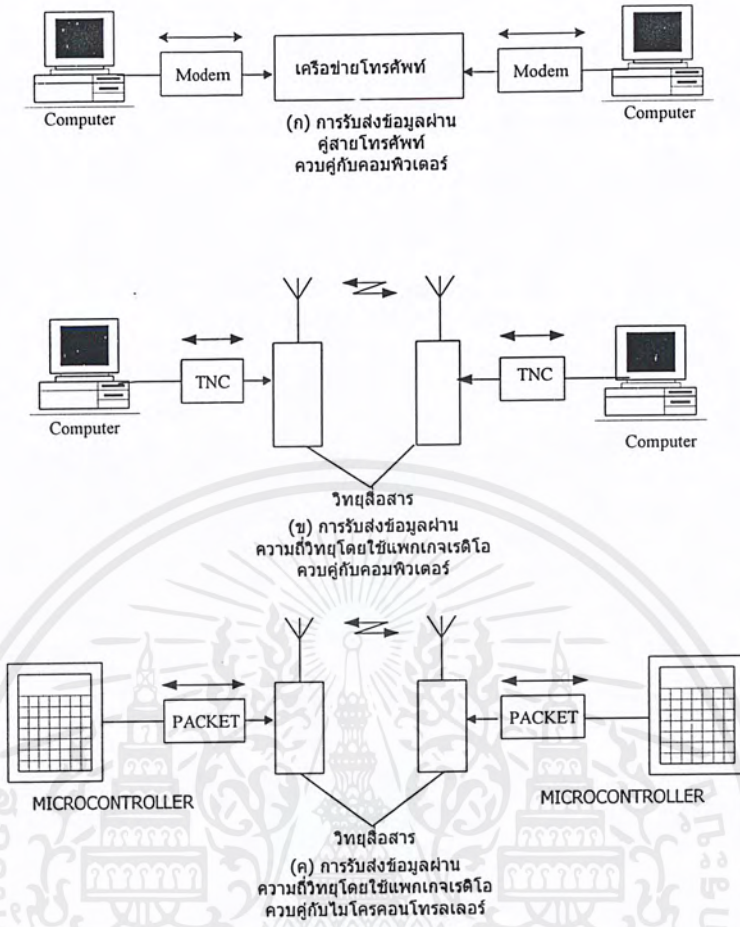 Modem
เครือข่ายโทรศัพท์
Modem
Computer
Computer
(ก) การรับส่งข้อมูลผ่าน
คู่สายโทรศัพท์
ควบคู่กับคอมพิวเตอร์
TNC
TNC
Computer
Computer
วิทยุสื่อสาร
(ข) การรับส่งข้อมูลผ่าน
ความถี่วิทยุโดยใช้แพกเกจเรดิโอ
ควบคู่กับคอมพิวเตอร์
PACKET
PACKET
MICROCONTROLLER
MICROCONTROLLER
วิทยุสื่อสาร
(ค) การรับส่งข้อมูลผ่าน
ความถี่วิทยุโดยใช้แพกเกจเรดิโอ
ควบคู่กับไมโครคอนโทรลเลอร์